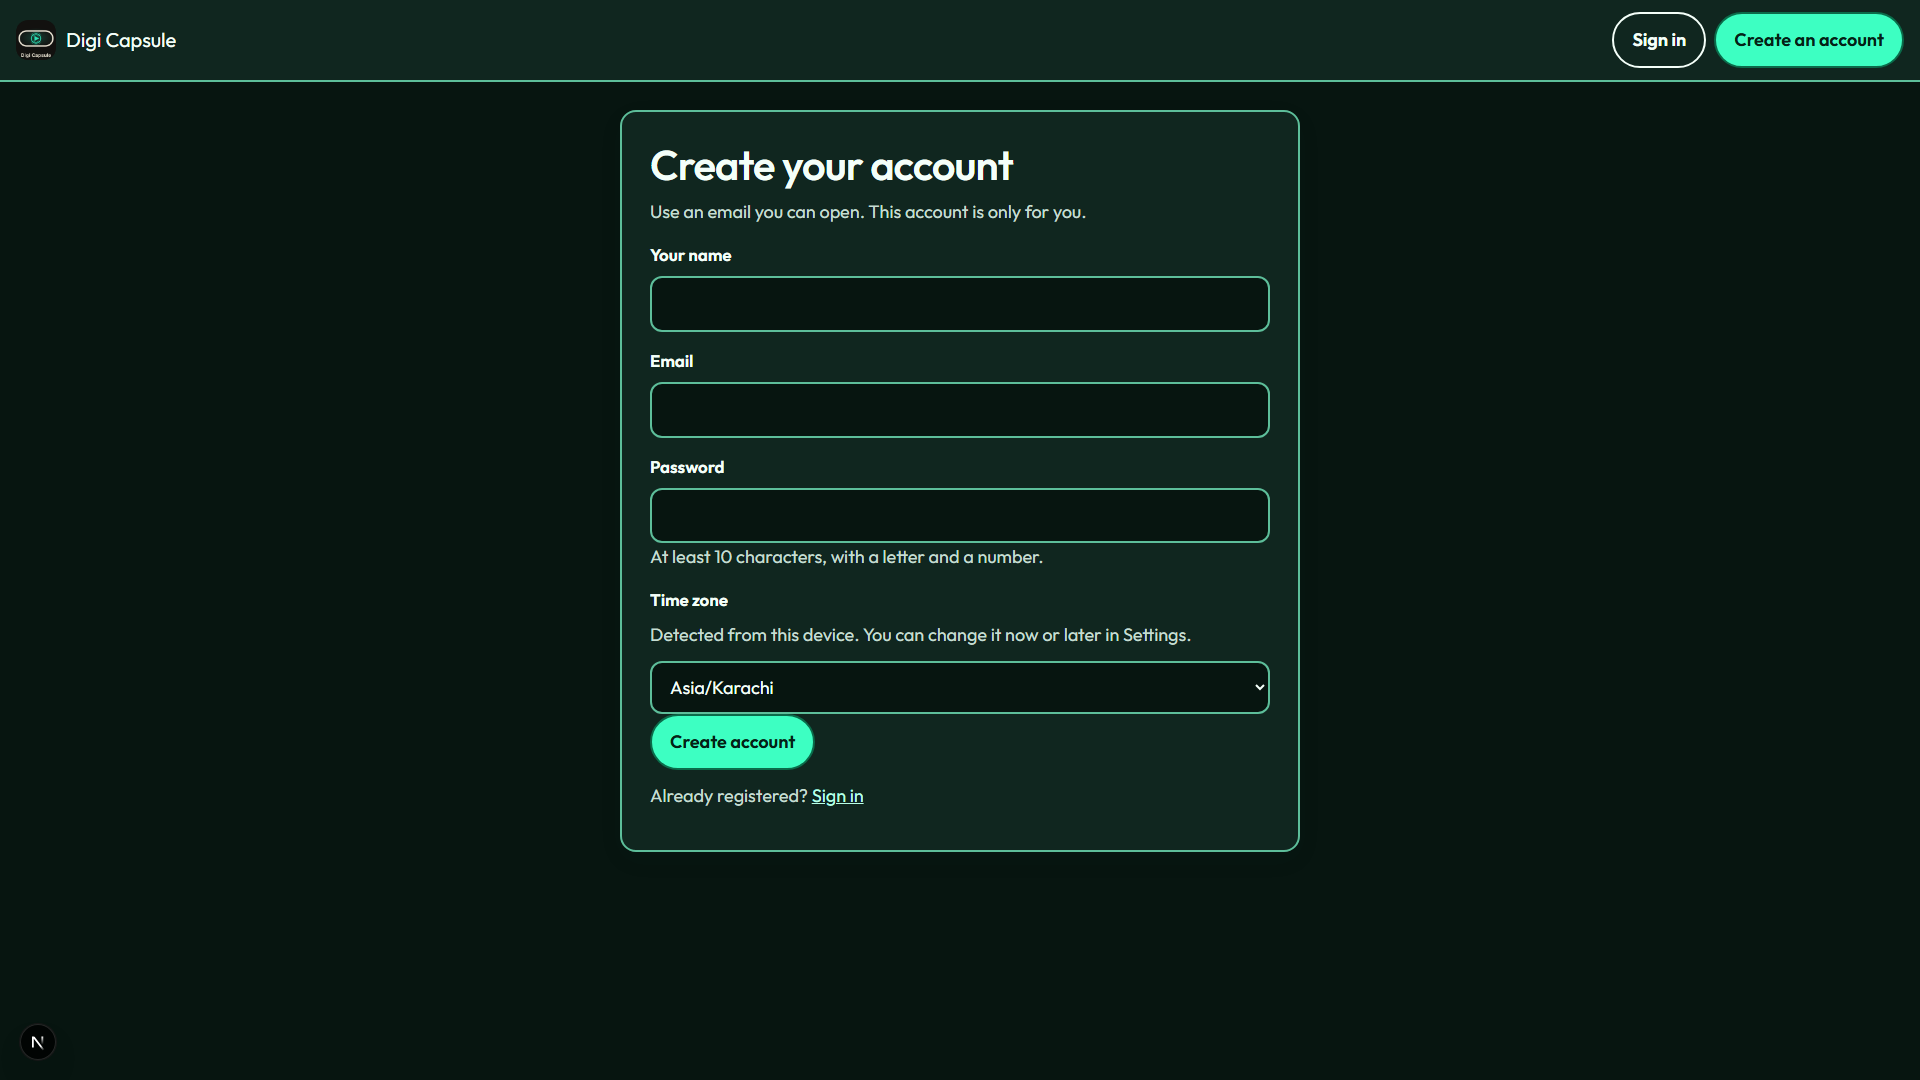 Digi Capsule
Digi Capsule
Sign in
Create an account
Create your account
Use an email you can open. This account is only for you.
Your name
Email
Password
At least 10 characters, with a letter and a number.
Time zone
Detected from this device. You can change it now or later in Settings.
Asia/Karachi
Create account
Already registered? Sign in
N